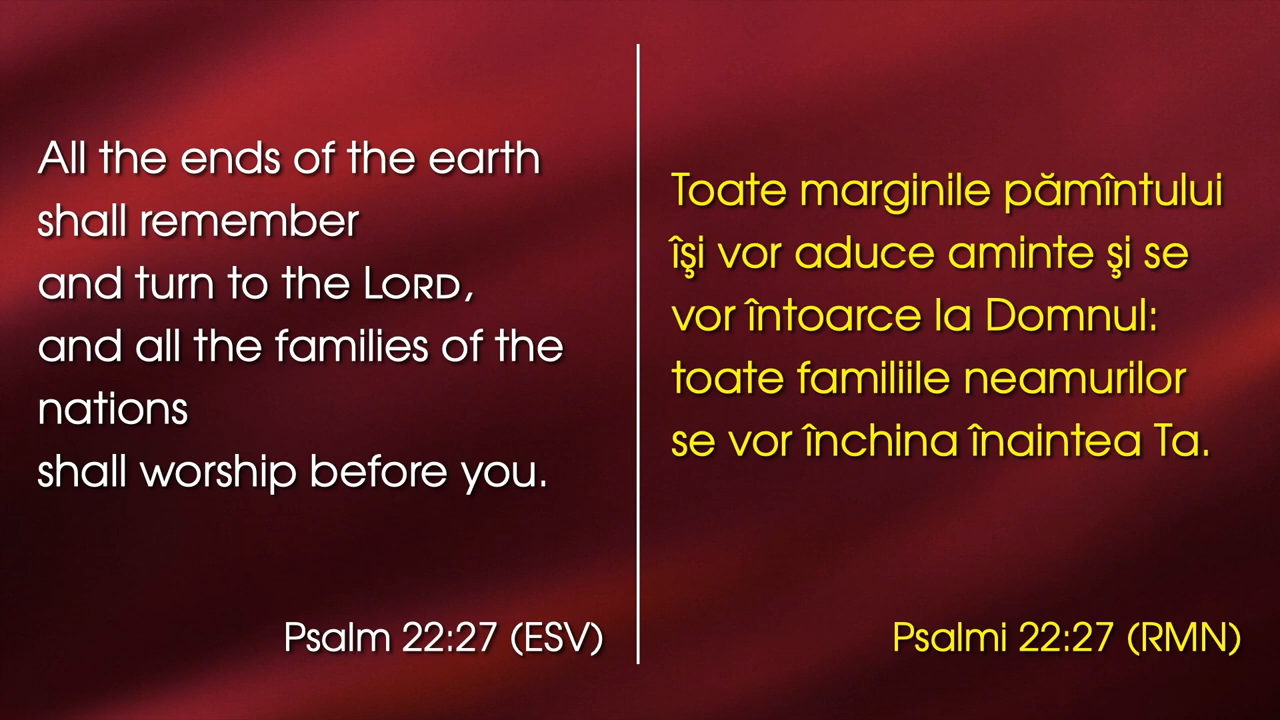 All the ends of the earth
shall remember
and turn to the LORD,
and all the families of the
nations
shall worship before you.
Psalm 22:27 (ESV)
Toate marginile pămîntului
îşi vor aduce aminte şi se
vor întoarce la Domnul:
toate familiile neamurilor
se vor închina înaintea Ta.
Psalmi 22:27 (RMN)